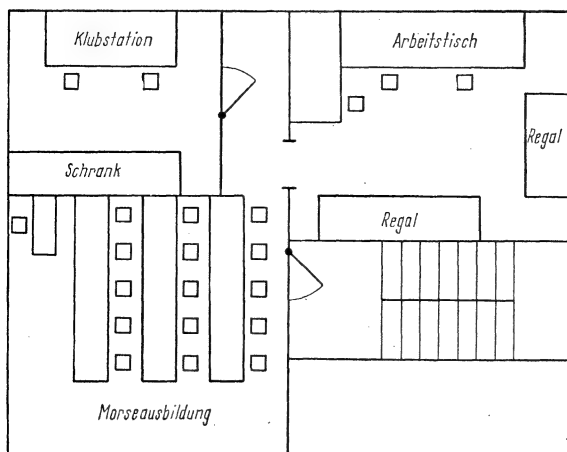 Klubstation
Arbeitstisch
Regal
Schrank
Regal
Morseausbildung